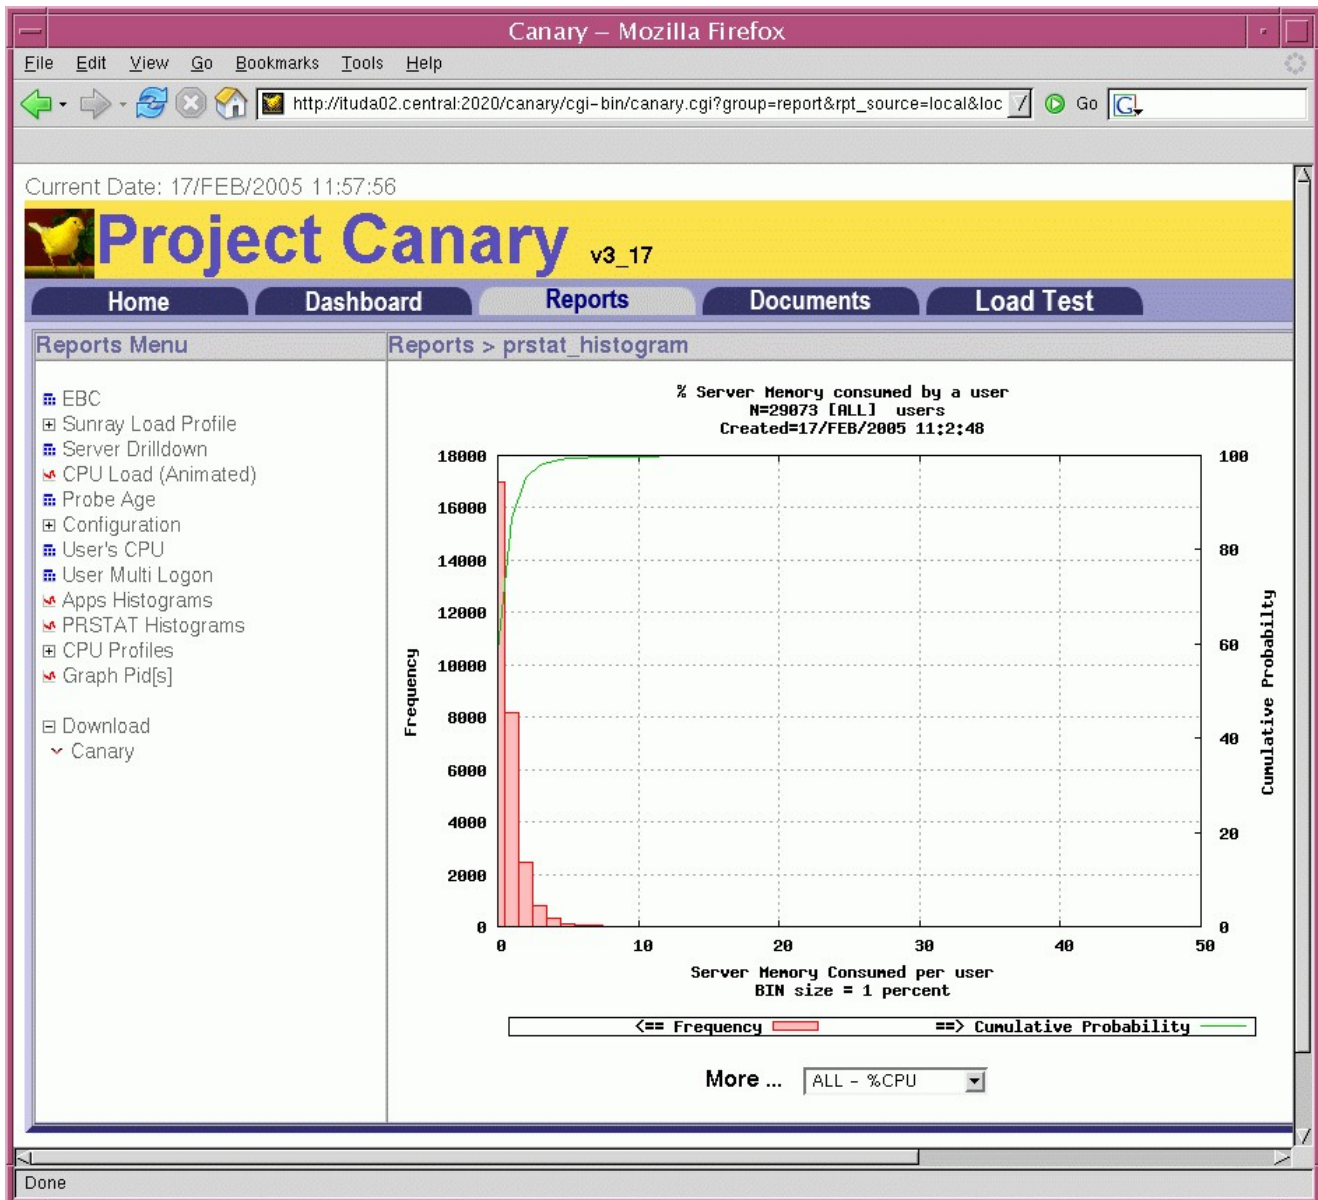 Canary – Mozilla Firefox
File Edit View Go Bookmarks Tools Help
http://ituda02.central:2020/canary/cgi-bin/canary.cgi?group=report&rpt_source=local&loc Go G
Current Date: 17/FEB/2005 11:57:56
Project Canary v3_17
Home Dashboard Reports Documents Load Test
Reports Menu
EBC
Sunray Load Profile
Server Drilldown
CPU Load (Animated)
Probe Age
Configuration
User's CPU
User Multi Logon
Apps Histograms
PRSTAT Histograms
CPU Profiles
Graph Pid[s]
Download
Canary
Reports > prstat_histogram
% Server Memory consumed by a user
N=29073 [ALL] users
Created=17/FEB/2005 11:2:48
Frequency
18000
16000
14000
12000
10000
8000
6000
4000
2000
0
100
80
60
40
20
0
Cumulative Probabilty
0 10 20 30 40 50
Server Memory Consumed per user
BIN size = 1 percent
<== Frequency ==> Cumulative Probability
More ... ALL - %CPU
Done